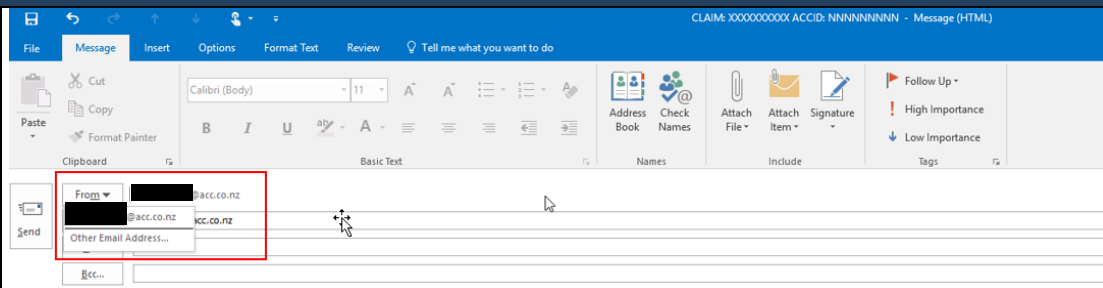 CLAIM: XXXXXXXXXX ACCID: NNNNNNNNN - Message (HTML)
File Message Insert Options Format Text Review Tell me what you want to do
Cut
Copy
Format Painter
Paste
Clipboard
Calibri (Body) 11
B I U aby A
Basic Text
Address Book
Check Names
Names
Attach File
Attach Item
Signature
Include
Follow Up
High Importance
Low Importance
Tags
Send
From @acc.co.nz
@acc.co.nz acc.co.nz
Other Email Address...
Bcc...